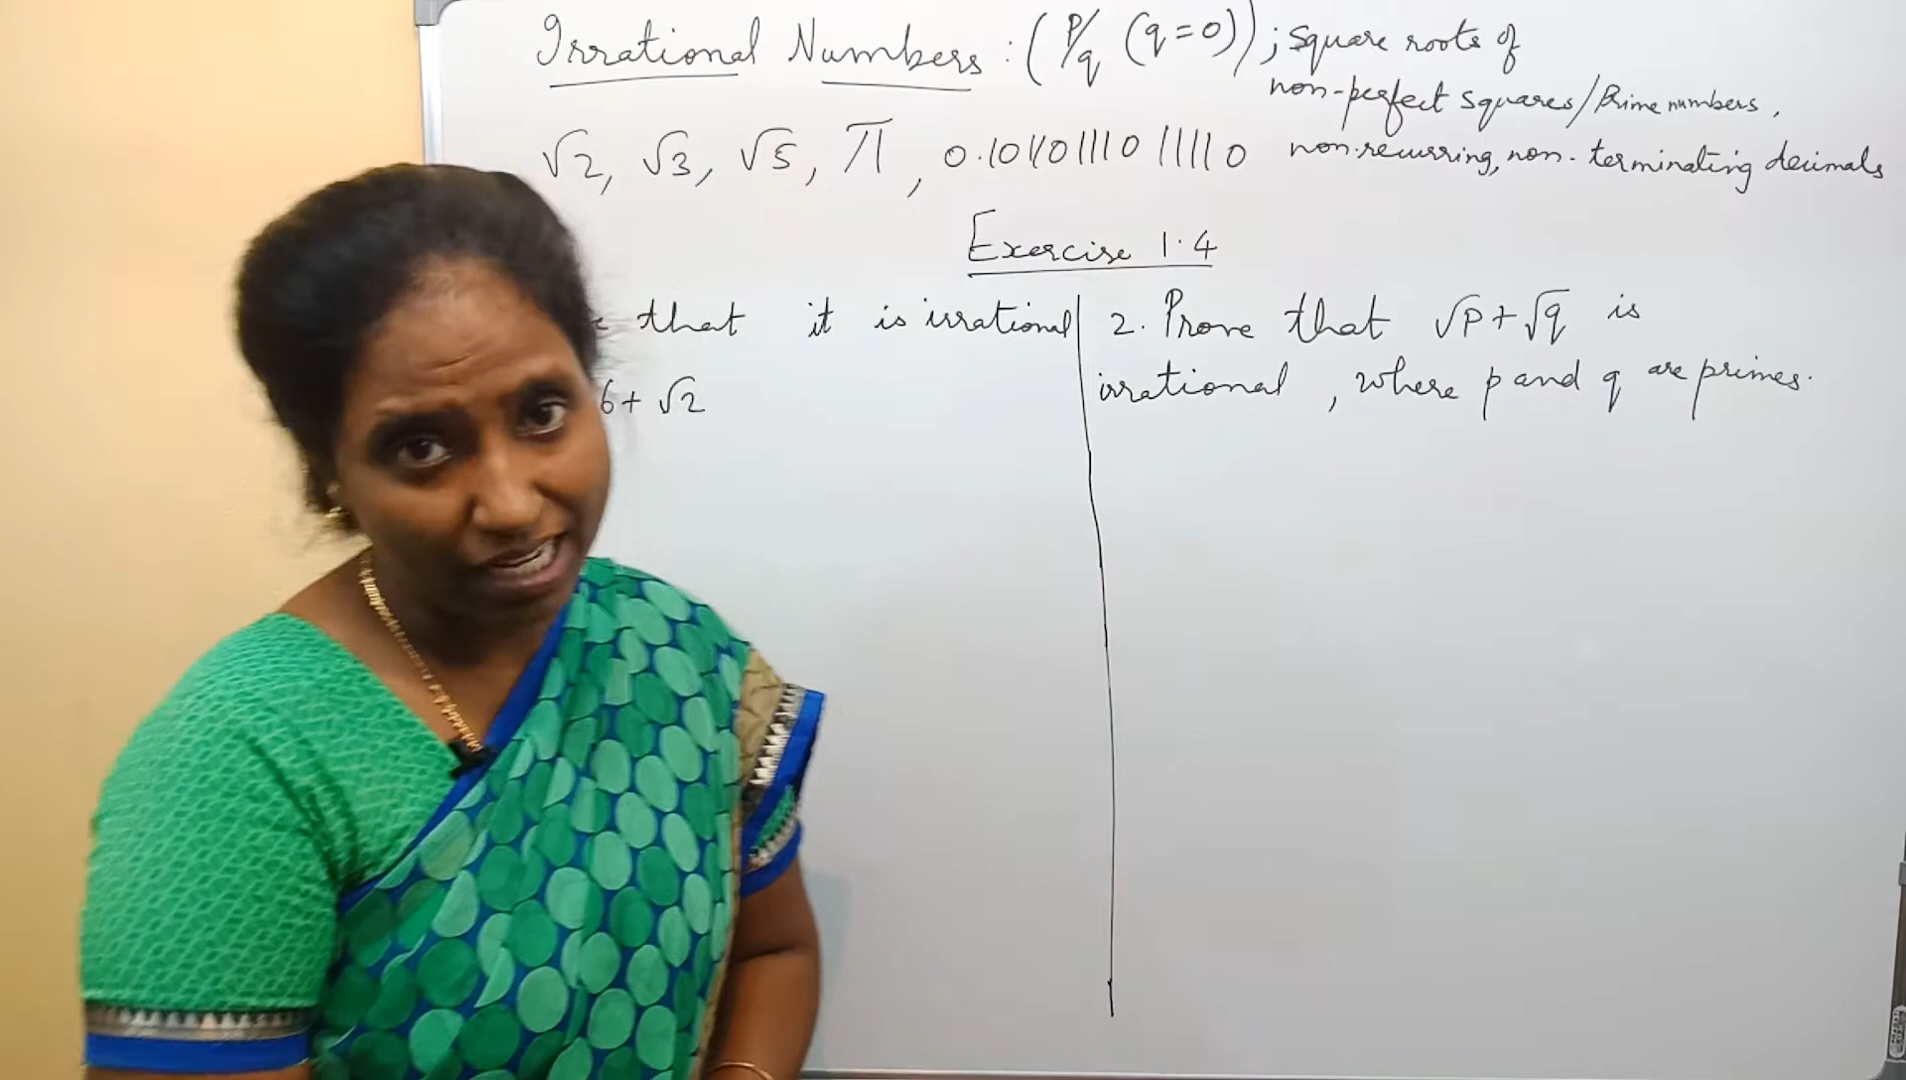 Irrational Numbers : (P/q (q=0)) ; square roots of
non-perfect squares/Prime numbers,
√2, √3, √5, π, 0.10110111011110 non-recurring, non-terminating decimals
Exercise 1.4
that it is irrational
6+ √2
2. Prove that √p+√q is
irrational, where p and q are primes.